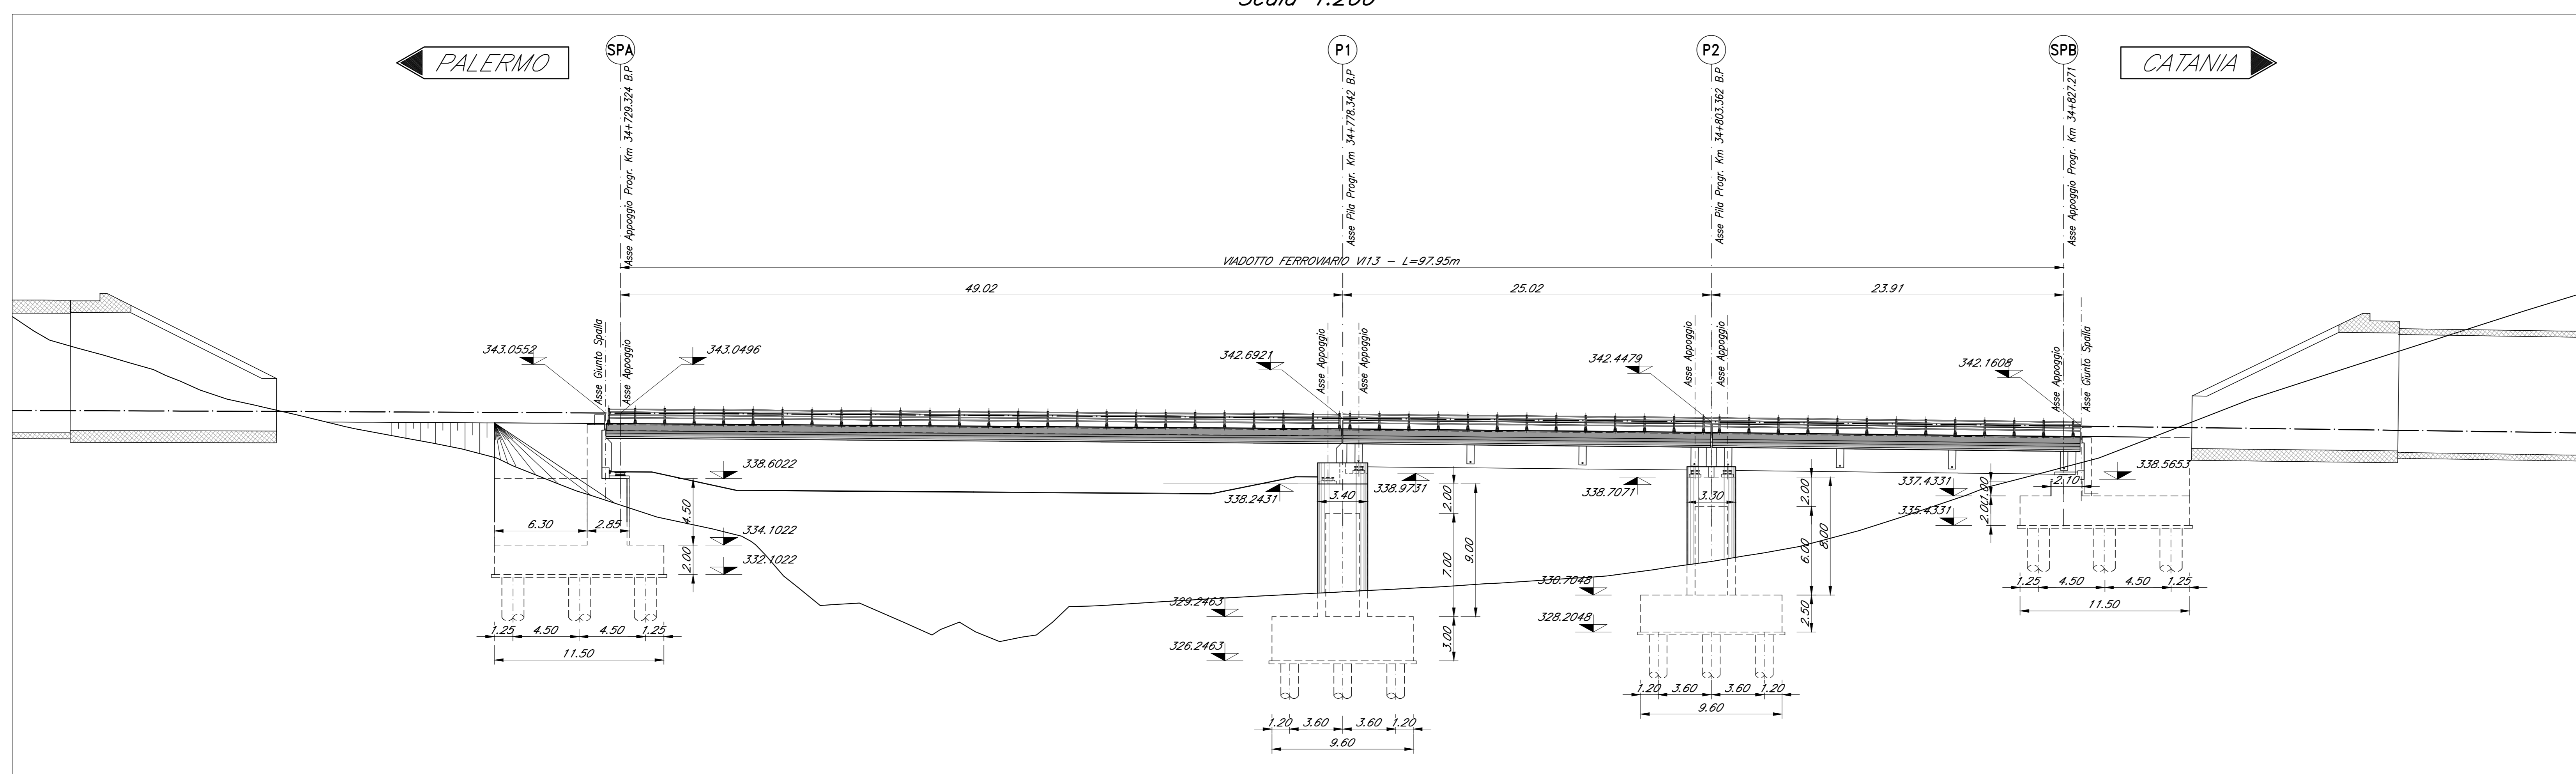 Scala 1:200
PALERMO
SPA
P1
P2
SPB
CATANIA
Asse Appoggio Progr. Km 34+729.324 B.P
Asse Pila Progr. Km 34+778.342 B.P
Asse Pila Progr. Km 34+803.362 B.P
Asse Appoggio Progr. Km 34+827.271
VIADOTTO FERROVIARIO VI13 - L=97.95m
49.02
25.02
23.91
Asse Giunto Spalla
Asse Appoggio
Asse Appoggio
Asse Appoggio
Asse Appoggio
Asse Appoggio
Asse Appoggio
Asse Giunto Spalla
343.0552
343.0496
342.6921
342.4479
342.1608
338.6022
338.2431
3.40
338.9731
338.7071
3.30
337.4331
2.10
338.5653
335.4331
1.00
2.00
6.30
2.85
4.50
334.1022
2.00
332.1022
2.00
7.00
9.00
3.00
329.2463
326.2463
2.00
6.00
8.00
2.50
330.7048
328.2048
1.25
4.50
4.50
1.25
11.50
1.20
3.60
3.60
1.20
9.60
1.20
3.60
3.60
1.20
9.60
1.25
4.50
4.50
1.25
11.50